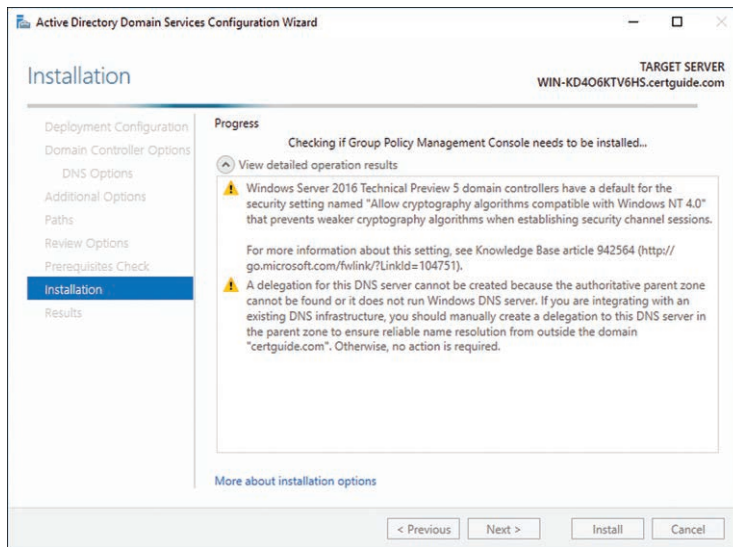 Active Directory Domain Services Configuration Wizard
Installation
TARGET SERVER
WIN-KD4O6KTV6HS.certguide.com
Deployment Configuration
Domain Controller Options
DNS Options
Additional Options
Paths
Review Options
Prerequisites Check
Installation
Results
Progress
Checking if Group Policy Management Console needs to be installed...
View detailed operation results
Windows Server 2016 Technical Preview 5 domain controllers have a default for the
security setting named "Allow cryptography algorithms compatible with Windows NT 4.0"
that prevents weaker cryptography algorithms when establishing security channel sessions.
For more information about this setting, see Knowledge Base article 942564 (http://
go.microsoft.com/fwlink/?LinkId=104751).
A delegation for this DNS server cannot be created because the authoritative parent zone
cannot be found or it does not run Windows DNS server. If you are integrating with an
existing DNS infrastructure, you should manually create a delegation to this DNS server in
the parent zone to ensure reliable name resolution from outside the domain
"certguide.com". Otherwise, no action is required.
More about installation options
< Previous
Next >
Install
Cancel